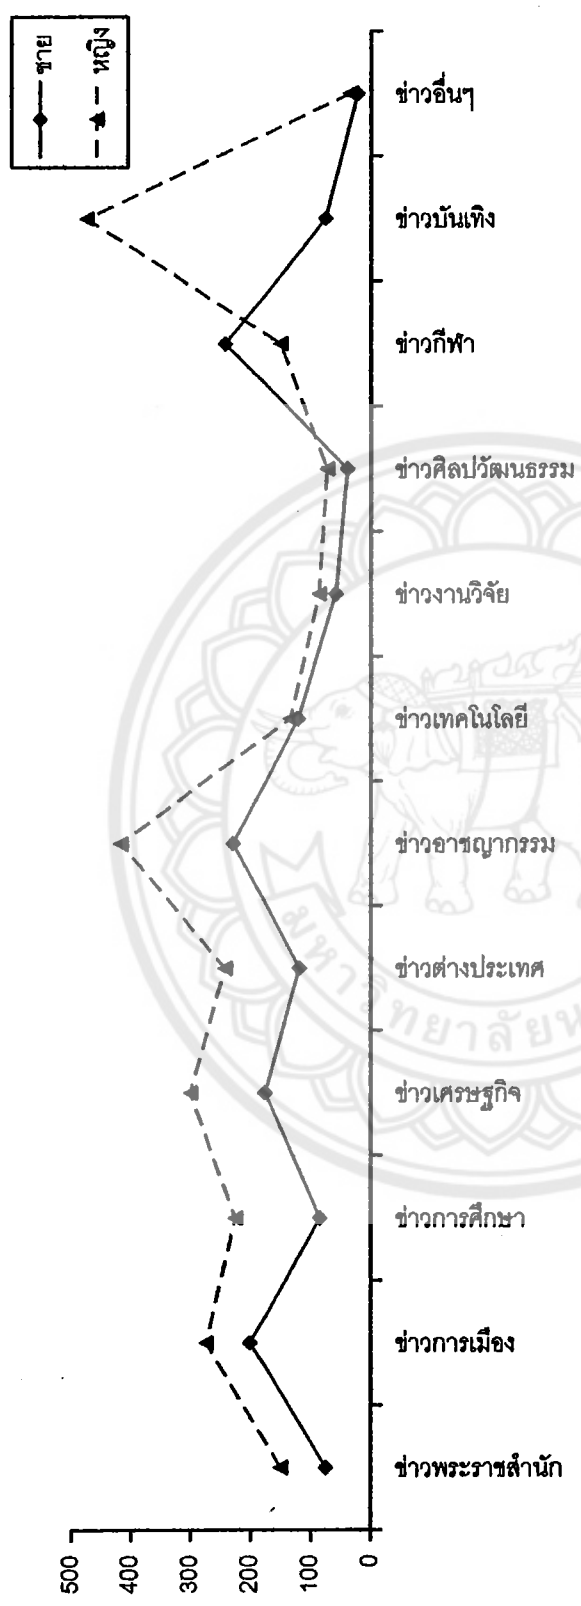 ชาย
หญิง
ข่าวอื่นๆ
ข่าวบันเทิง
ข่าวกีฬา
ข่าวศิลปวัฒนธรรม
ข่าวงานวิจัย
ข่าวเทคโนโลยี
ข่าวอาชญากรรม
ข่าวต่างประเทศ
ข่าวเศรษฐกิจ
ข่าวการศึกษา
ข่าวการเมือง
ข่าวพระราชสำนัก
500
400
300
200
100
0